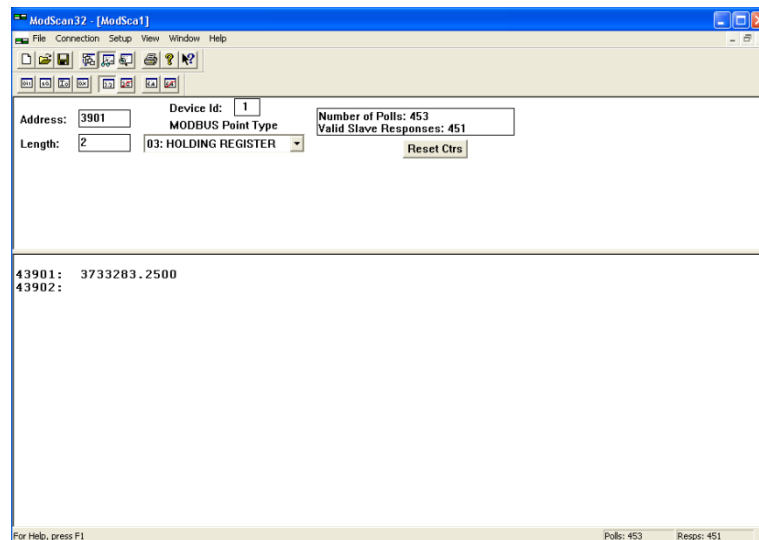 ModScan32 - [ModSca1]
File Connection Setup View Window Help
Address: 3901
Device Id: 1
MODBUS Point Type
Length: 2
03: HOLDING REGISTER
Number of Polls: 453
Valid Slave Responses: 451
Reset Ctrs
43901: 3733283.2500
43902:
For Help, press F1
Polls: 453
Resps: 451